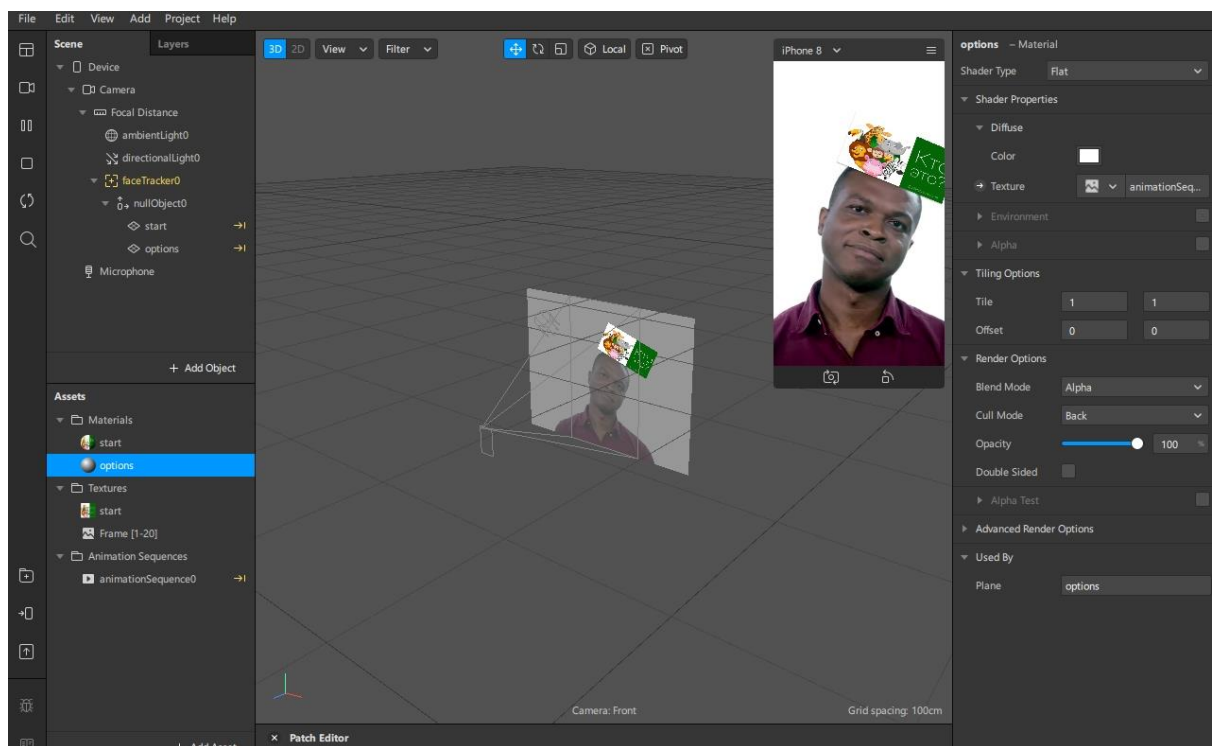 File Edit View Add Project Help
Scene Layers
Device
Camera
Focal Distance
ambientLight0
directionalLight0
faceTracker0
nullObject0
start
options
Microphone
+ Add Object
Assets
Materials
start
options
Textures
start
Frame [1-20]
Animation Sequences
animationSequence0
3D 2D View Filter Local Pivot
iPhone 8
КТО
ЭТО?
Camera: Front
Grid spacing: 100cm
× Patch Editor
options – Material
Shader Type Flat
Shader Properties
Diffuse
Color
Texture animationSeq...
Environment
Alpha
Tiling Options
Tile 1 1
Offset 0 0
Render Options
Blend Mode Alpha
Cull Mode Back
Opacity 100 %
Double Sided
Alpha Test
Advanced Render Options
Used By
Plane options